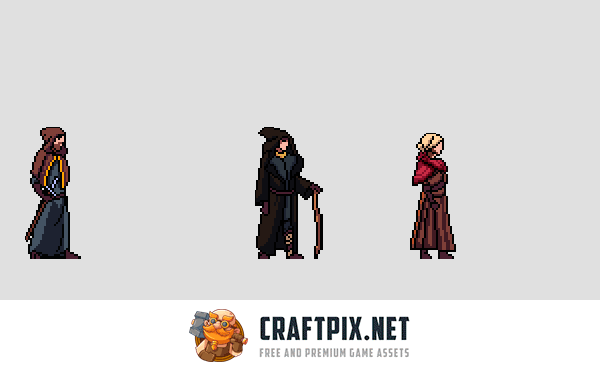 CRAFTPIX.NET
FREE AND PREMIUM GAME ASSETS